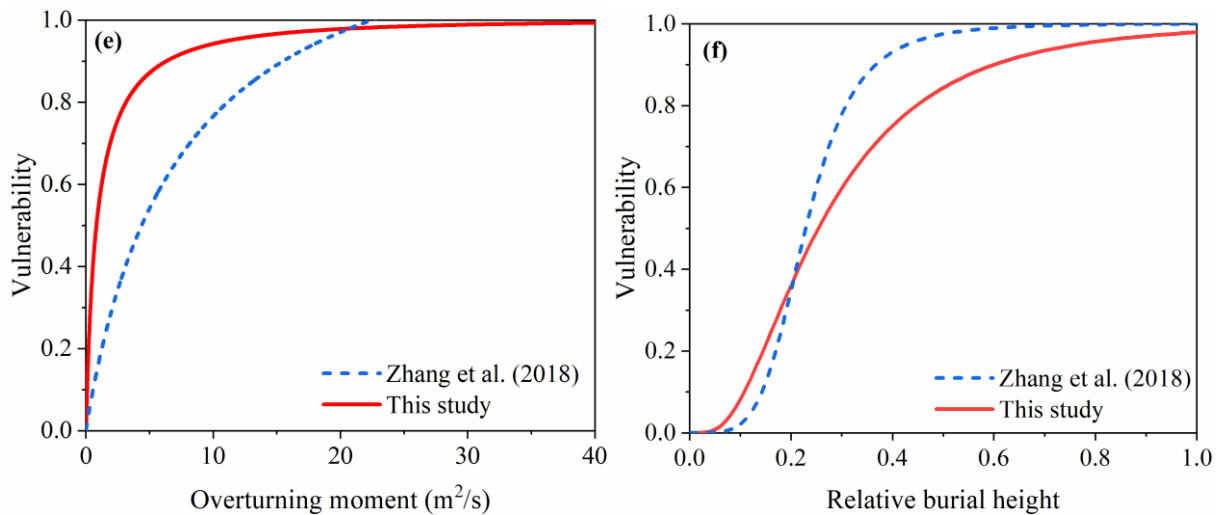 (e)
Vulnerability
1.0
0.8
0.6
0.4
0.2
0.0
Zhang et al. (2018)
This study
0 10 20 30 40
Overturning moment (m²/s)
(f)
Vulnerability
1.0
0.8
0.6
0.4
0.2
0.0
Zhang et al. (2018)
This study
0.0 0.2 0.4 0.6 0.8 1.0
Relative burial height